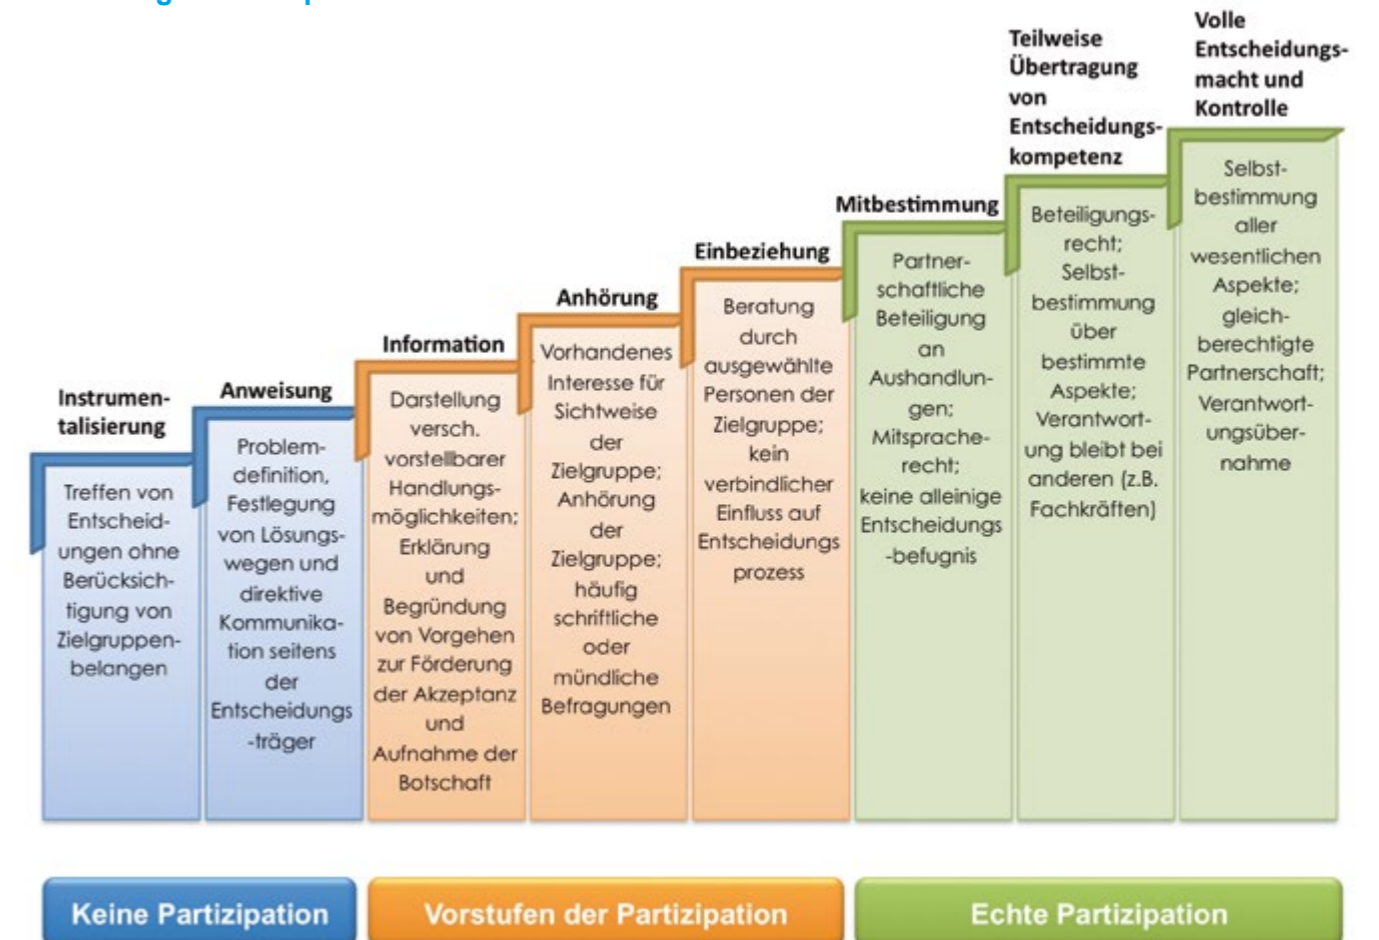 Instrumen-
talisierung
Treffen von
Entscheid-
ungen ohne
Berücksich-
tigung von
Zielgruppen-
belangen
Anweisung
Problem-
definition,
Festlegung
von Lösungs-
wegen und
direktive
Kommunika-
tion seitens
der
Entscheidungs
-träger
Information
Darstellung
versch.
vorstellbarer
Handlungs-
möglichkeiten;
Erklärung
und
Begründung
von Vorgehen
zur Förderung
der Akzeptanz
und
Aufnahme der
Botschaft
Anhörung
Vorhandenes
Interesse für
Sichtweise
der
Zielgruppe;
Anhörung
der
Zielgruppe;
häufig
schriftliche
oder
mündliche
Befragungen
Einbeziehung
Beratung
durch
ausgewählte
Personen der
Zielgruppe;
kein
verbindlicher
Einfluss auf
Entscheidungs
prozess
Mitbestimmung
Partner-
schaftliche
Beteiligung
an
Aushandlun-
gen;
Mitsprache-
recht;
keine alleinige
Entscheidungs
-befugnis
Teilweise
Übertragung
von
Entscheidungs-
kompetenz
Beteiligungs-
recht;
Selbst-
bestimmung
über
bestimmte
Aspekte;
Verantwort-
ung bleibt bei
anderen (z.B.
Fachkräften)
Volle
Entscheidungs-
macht und
Kontrolle
Selbst-
bestimmung
aller
wesentlichen
Aspekte;
gleich-
berechtigte
Partnerschaft;
Verantwort-
ungsüber-
nahme
Keine Partizipation
Vorstufen der Partizipation
Echte Partizipation